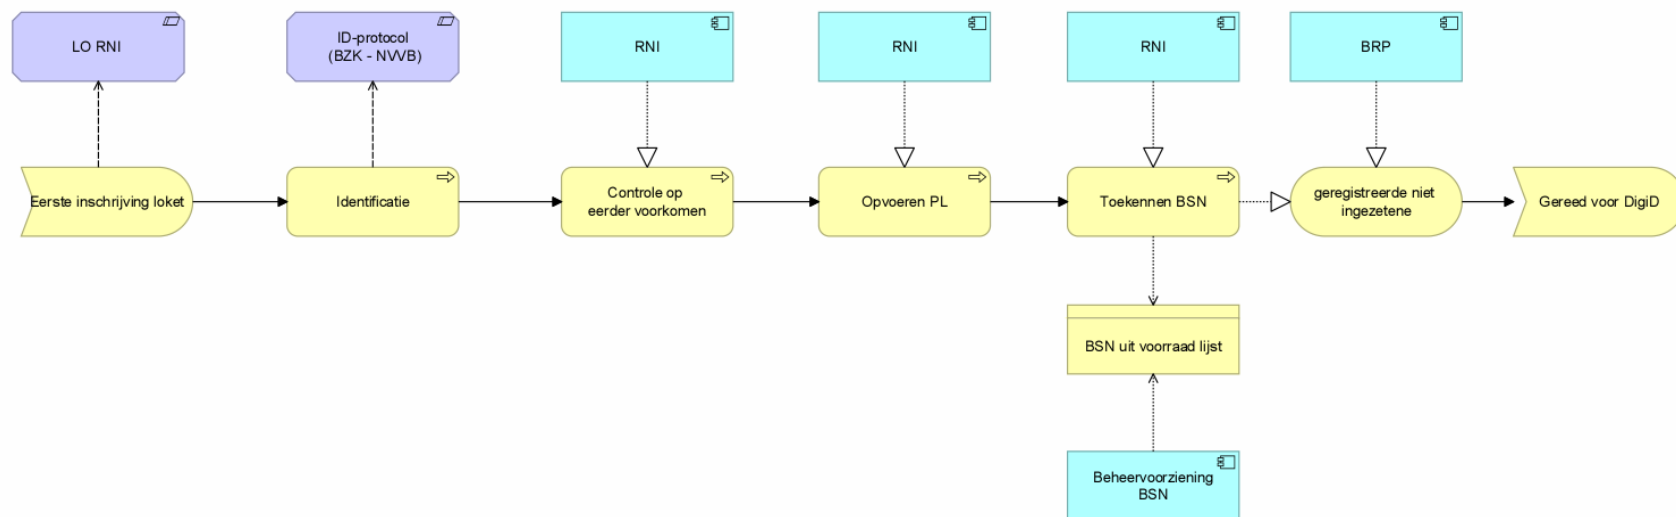 LO RNI
ID-protocol
(BZK - NVVB)
RNI
RNI
RNI
BRP
Eerste inschrijving loket
Identificatie
Controle op
eerder voorkomen
Opvoeren PL
Toekennen BSN
geregistreerde niet
ingezetene
Gereed voor DigiD
BSN uit voorraad lijst
Beheervoorziening
BSN